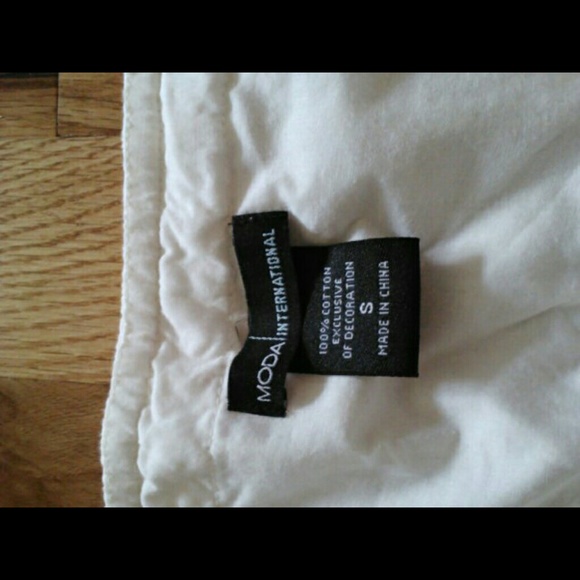 MODA|INTERNATIONAL
100% COTTON
EXCLUSIVE
OF DECORATION
S
MADE IN CHINA